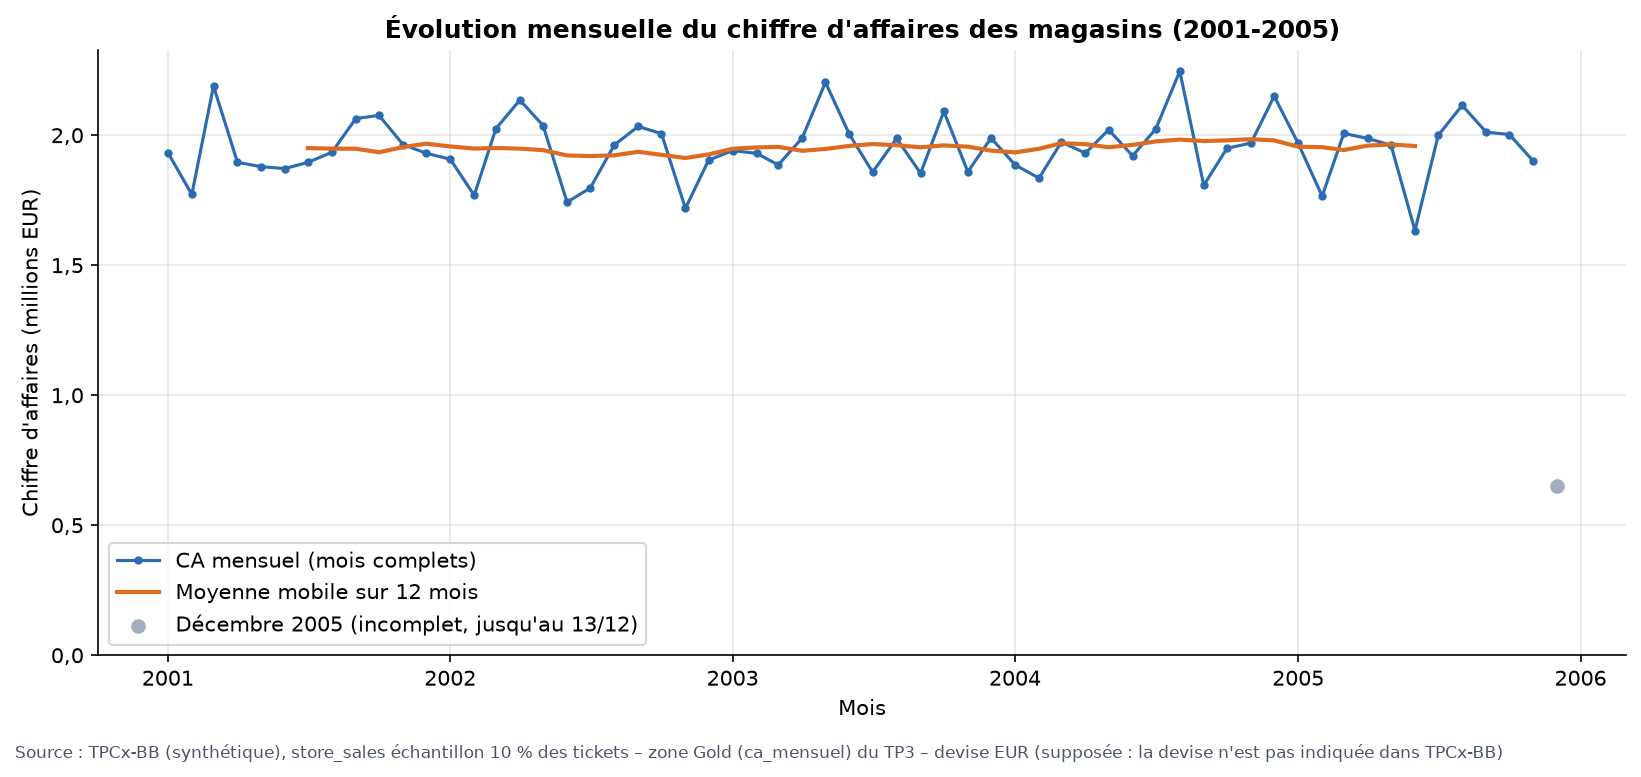 Évolution mensuelle du chiffre d'affaires des magasins (2001-2005)
Chiffre d'affaires (millions EUR)
2,0
1,5
1,0
0,5
0,0
CA mensuel (mois complets)
Moyenne mobile sur 12 mois
Décembre 2005 (incomplet, jusqu'au 13/12)
2001 2002 2003 2004 2005 2006
Mois
Source : TPCx-BB (synthétique), store_sales échantillon 10 % des tickets – zone Gold (ca_mensuel) du TP3 – devise EUR (supposée : la devise n'est pas indiquée dans TPCx-BB)